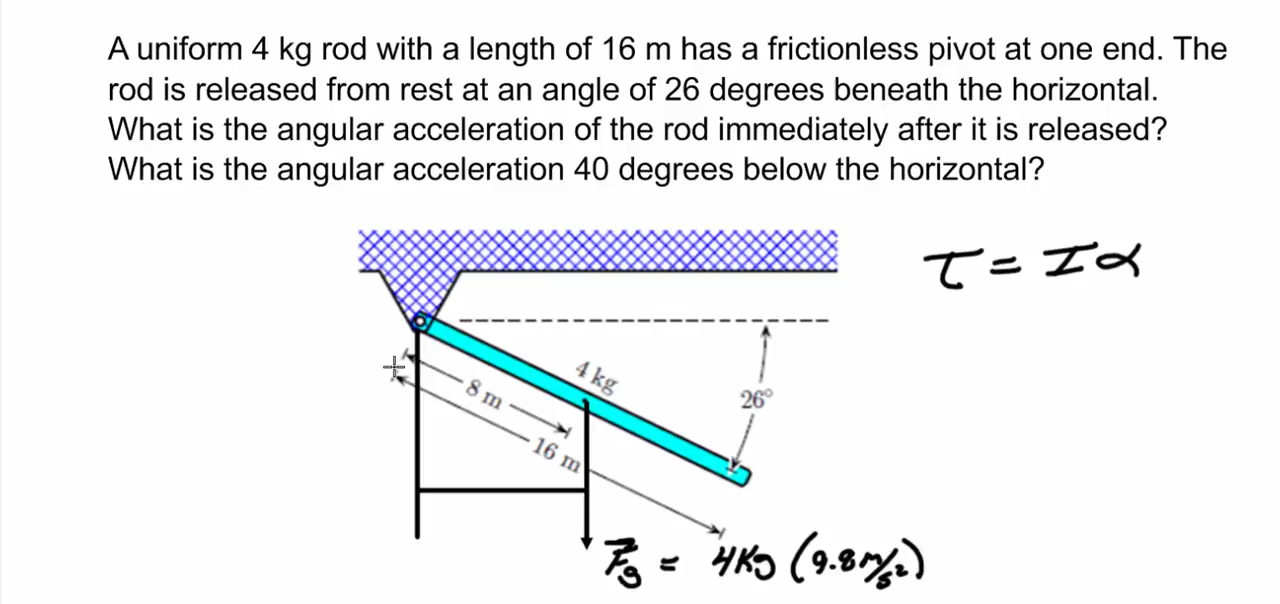 A uniform 4 kg rod with a length of 16 m has a frictionless pivot at one end. The
rod is released from rest at an angle of 26 degrees beneath the horizontal.
What is the angular acceleration of the rod immediately after it is released?
What is the angular acceleration 40 degrees below the horizontal?
τ = Iα
4 kg
8 m
26°
16 m
Fg = 4Kg (9.8 m/s²)